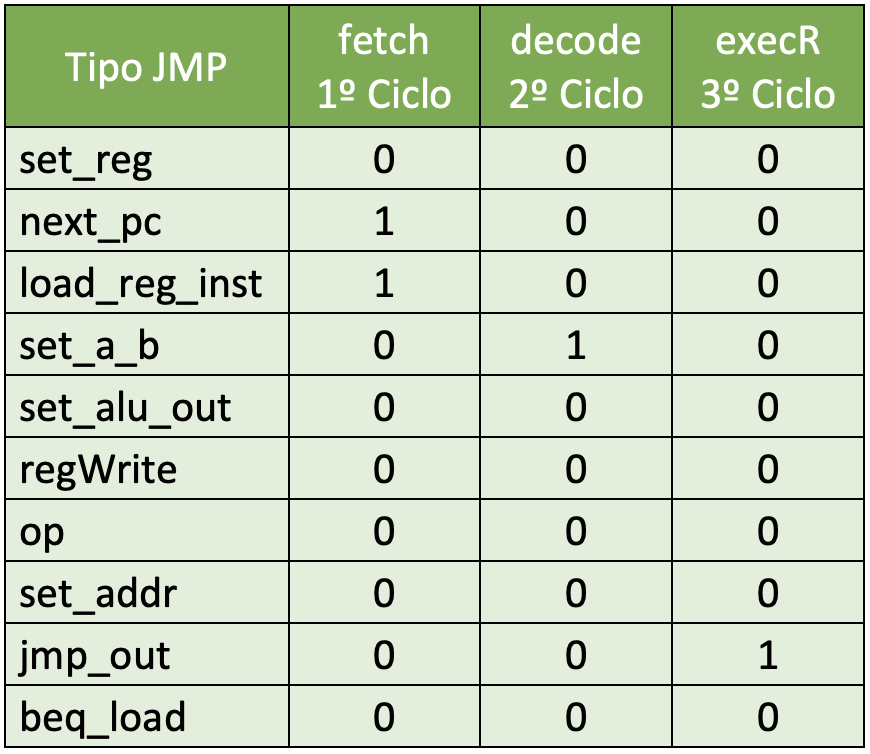 Tipo JMP fetch 1º Ciclo decode 2º Ciclo execR 3º Ciclo
set_reg 0 0 0
next_pc 1 0 0
load_reg_inst 1 0 0
set_a_b 0 1 0
set_alu_out 0 0 0
regWrite 0 0 0
op 0 0 0
set_addr 0 0 0
jmp_out 0 0 1
beq_load 0 0 0